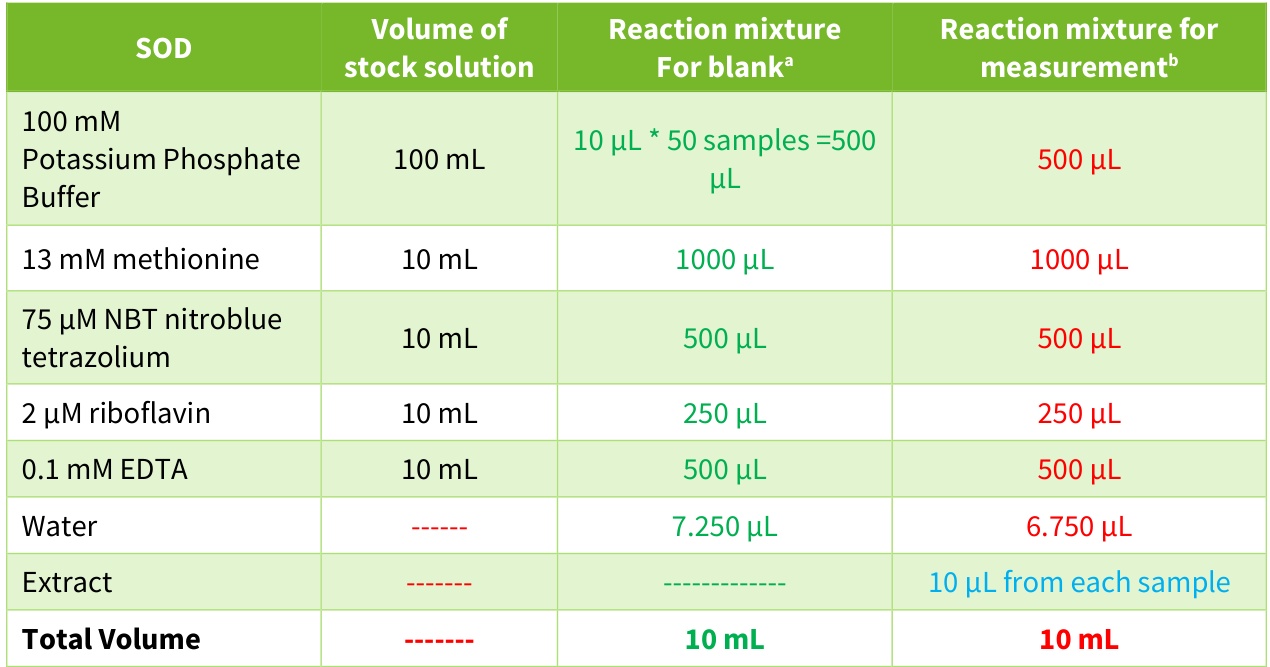 SOD
Volume of
stock solution
Reaction mixture
For blankᵃ
Reaction mixture for
measurementᵇ
100 mM
Potassium Phosphate
Buffer
100 mL
10 µL * 50 samples =500
µL
500 µL
13 mM methionine
10 mL
1000 µL
1000 µL
75 µM NBT nitroblue
tetrazolium
10 mL
500 µL
500 µL
2 µM riboflavin
10 mL
250 µL
250 µL
0.1 mM EDTA
10 mL
500 µL
500 µL
Water
------
7.250 µL
6.750 µL
Extract
-------
-------------
10 µL from each sample
Total Volume
-------
10 mL
10 mL